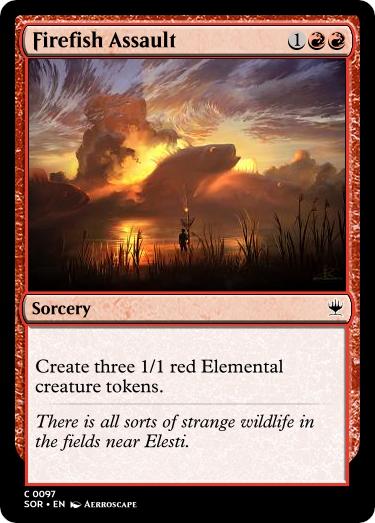 Firefish Assault 1
Sorcery
Create three 1/1 red Elemental
creature tokens.
There is all sorts of strange wildlife in
the fields near Elesti.
C 0097
SOR • EN Aerroscape